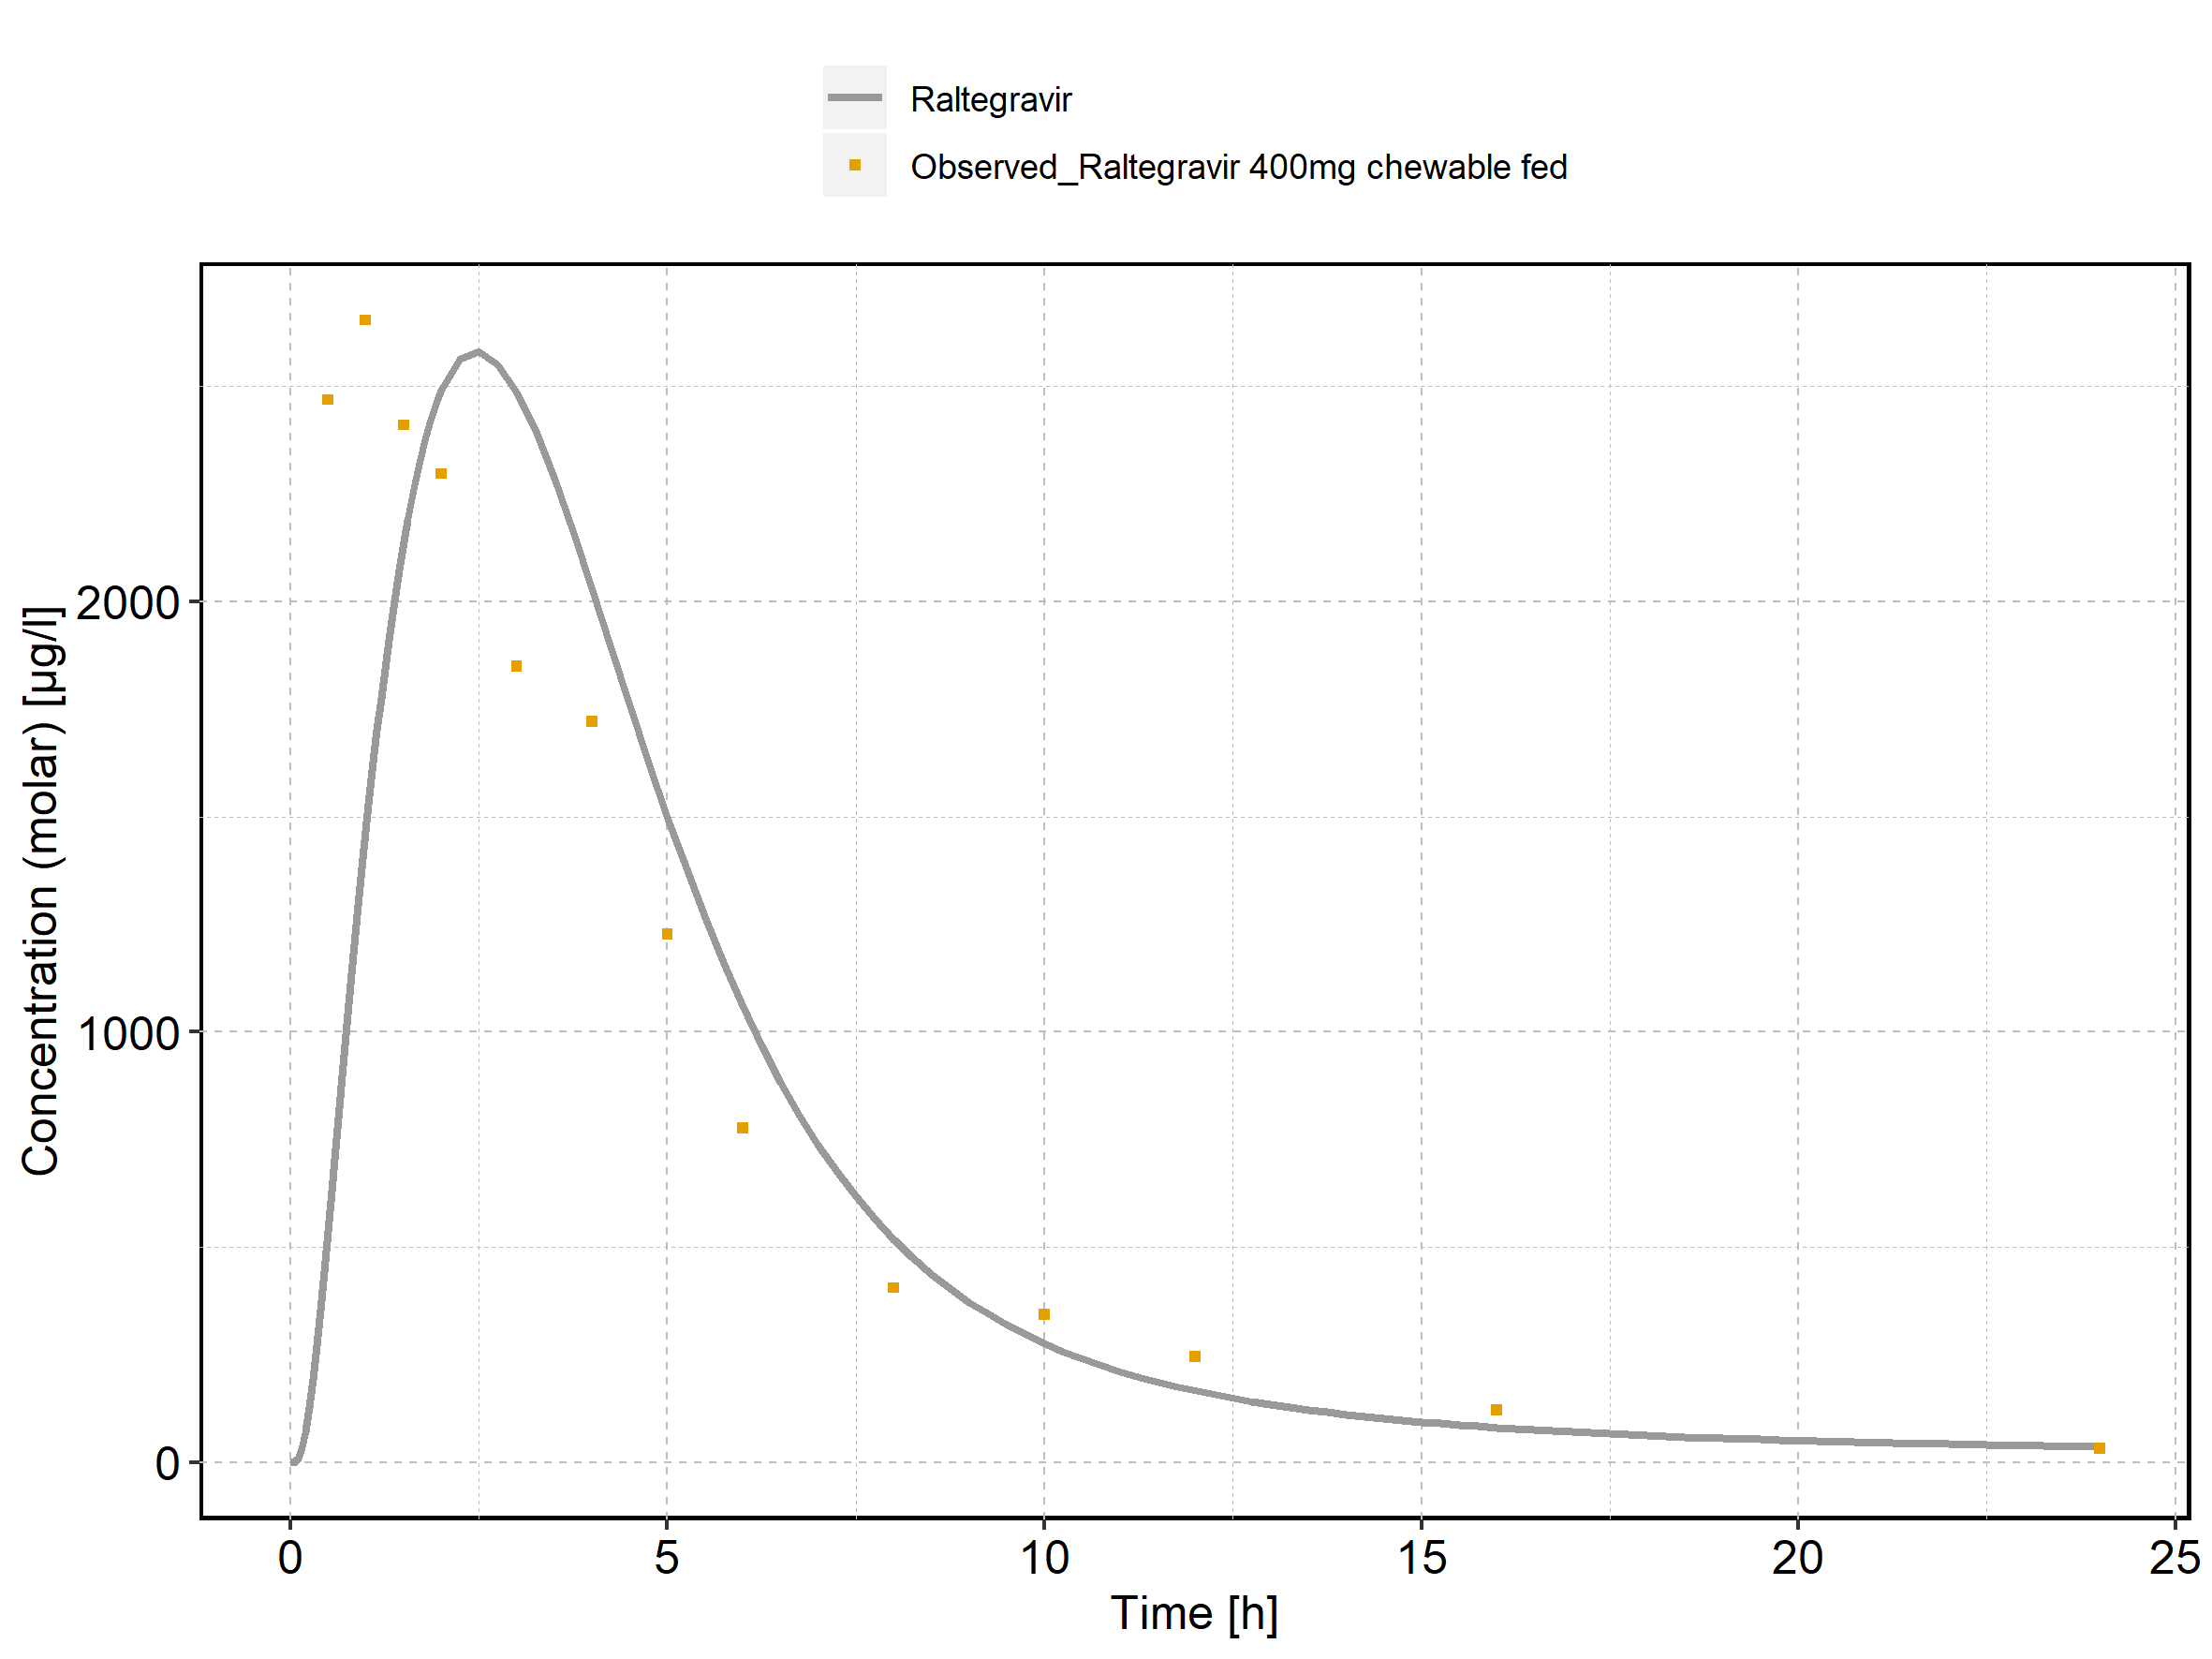 Raltegravir
Observed_Raltegravir 400mg chewable fed
Concentration (molar) [µg/l]
2000
1000
0
0 5 10 15 20 25
Time [h]